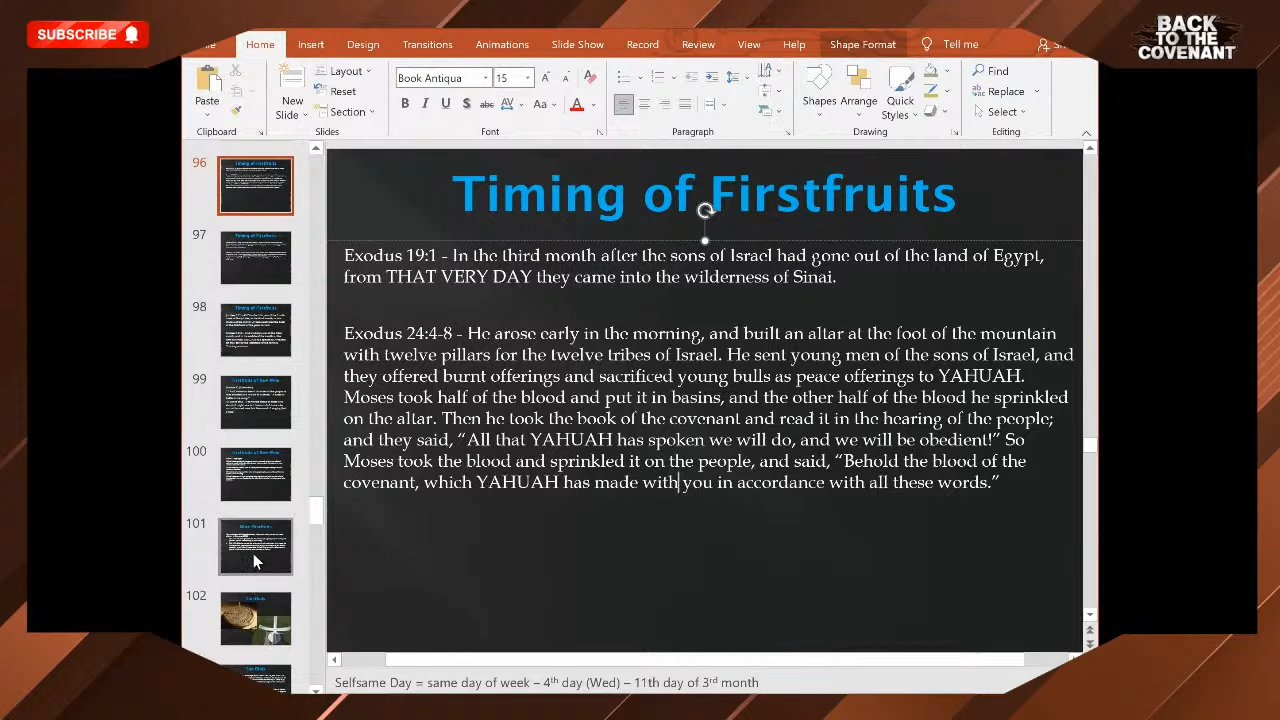 SUBSCRIBE
BACK
TO THE
COVENANT
Home Insert Design Transitions Animations Slide Show Record Review View Help Shape Format Tell me
Paste
Clipboard
New
Slide
Layout
Reset
Section
Slides
Book Antiqua 15
B I U S abc AV Aa A
Font
Paragraph
Shapes Arrange Quick
Styles
Drawing
Find
Replace
Select
Editing
96
97
98
99
100
101
102
Timing of Firstfruits
Exodus 19:1 - In the third month after the sons of Israel had gone out of the land of Egypt,
from THAT VERY DAY they came into the wilderness of Sinai.
Exodus 24:4-8 - He arose early in the morning, and built an altar at the foot of the mountain
with twelve pillars for the twelve tribes of Israel. He sent young men of the sons of Israel, and
they offered burnt offerings and sacrificed young bulls as peace offerings to YAHUAH.
Moses took half of the blood and put it in basins, and the other half of the blood he sprinkled
on the altar. Then he took the book of the covenant and read it in the hearing of the people;
and they said, “All that YAHUAH has spoken we will do, and we will be obedient!” So
Moses took the blood and sprinkled it on the people, and said, “Behold the blood of the
covenant, which YAHUAH has made with you in accordance with all these words.”
Selfsame Day = same day of week – 4th day (Wed) – 11th day of 3rd month